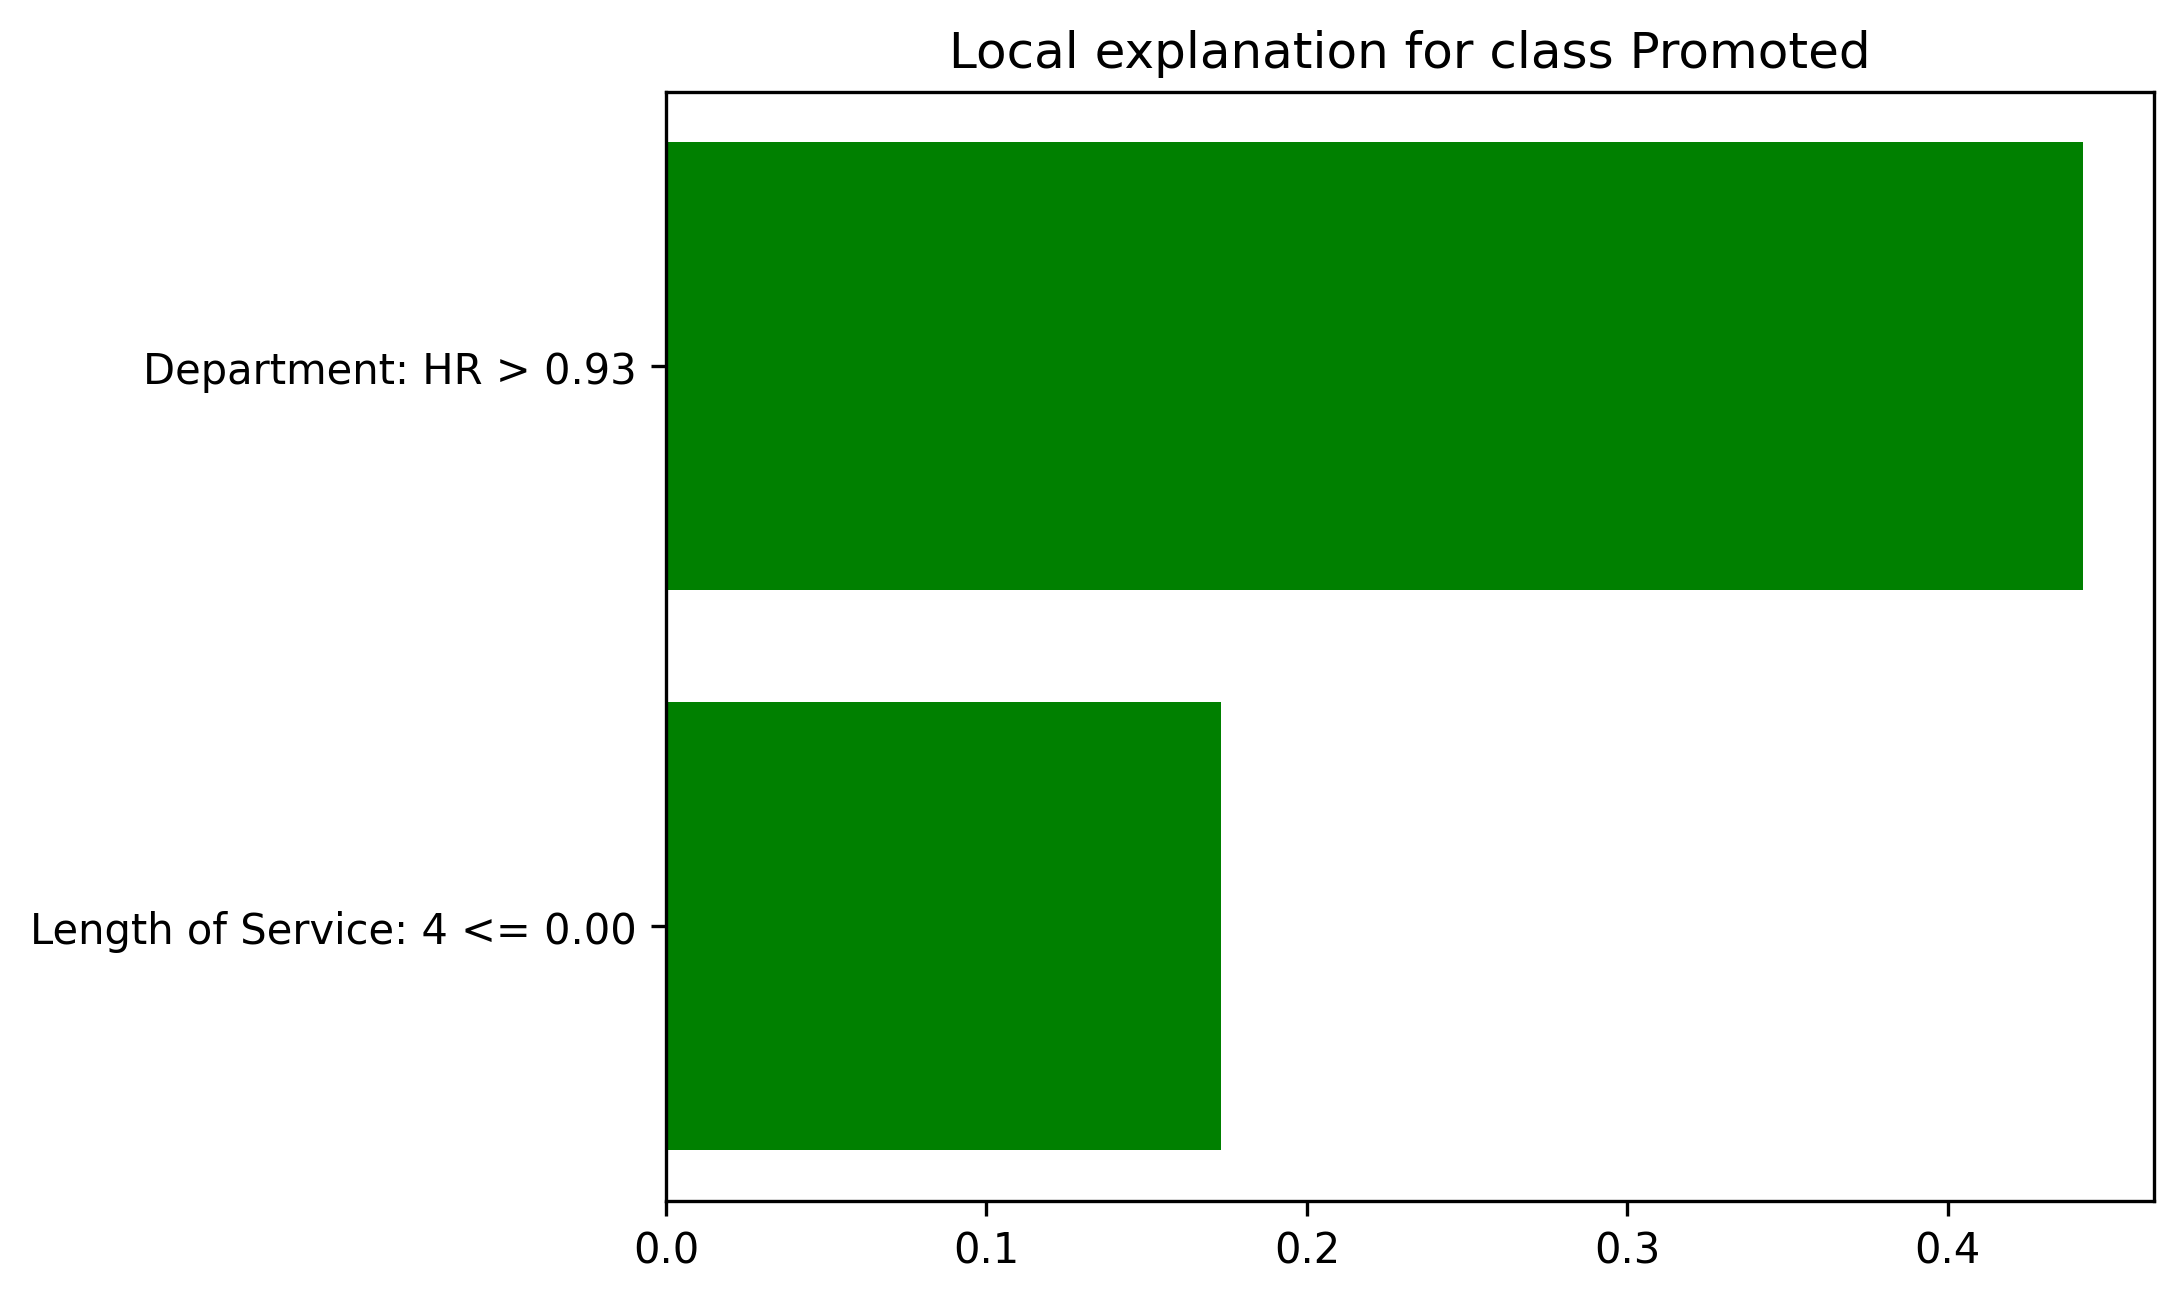 Local explanation for class Promoted
Department: HR > 0.93
Length of Service: 4 <= 0.00
0.0 0.1 0.2 0.3 0.4